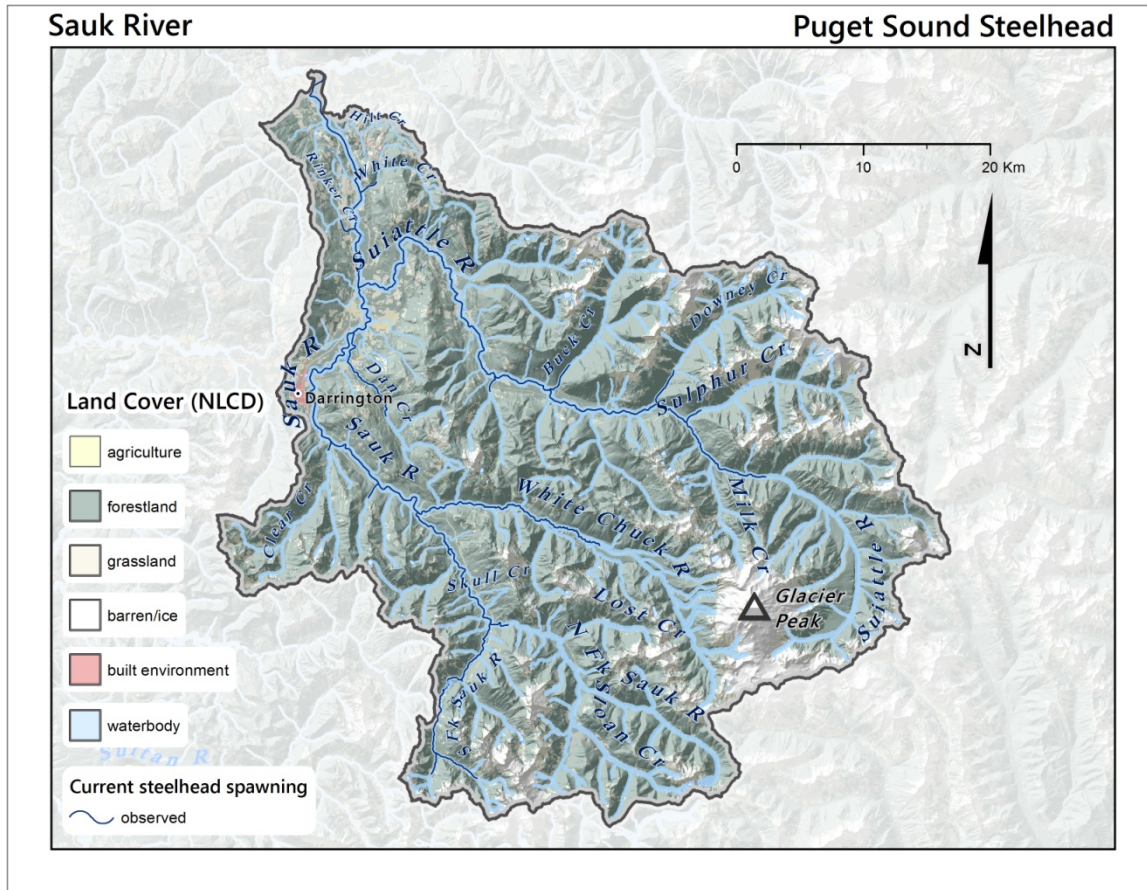 Sauk River
Puget Sound Steelhead
Hilt Cr
White Cr
Rinker Cr
Suiattle R
0 10 20 Km
N
Downey Cr
Buck Cr
Sulphur Cr
Sauk R
Dan Cr
Darrington
Sauk R
Land Cover (NLCD)
agriculture
forestland
grassland
barren/ice
built environment
waterbody
Clear Cr
White Chuck R
Milk Cr
Suiattle R
Skull Cr
Lost Cr
Glacier
Peak
N Fk Sauk R
Sloan Cr
S Fk Sauk R
Sultan R
Current steelhead spawning
observed